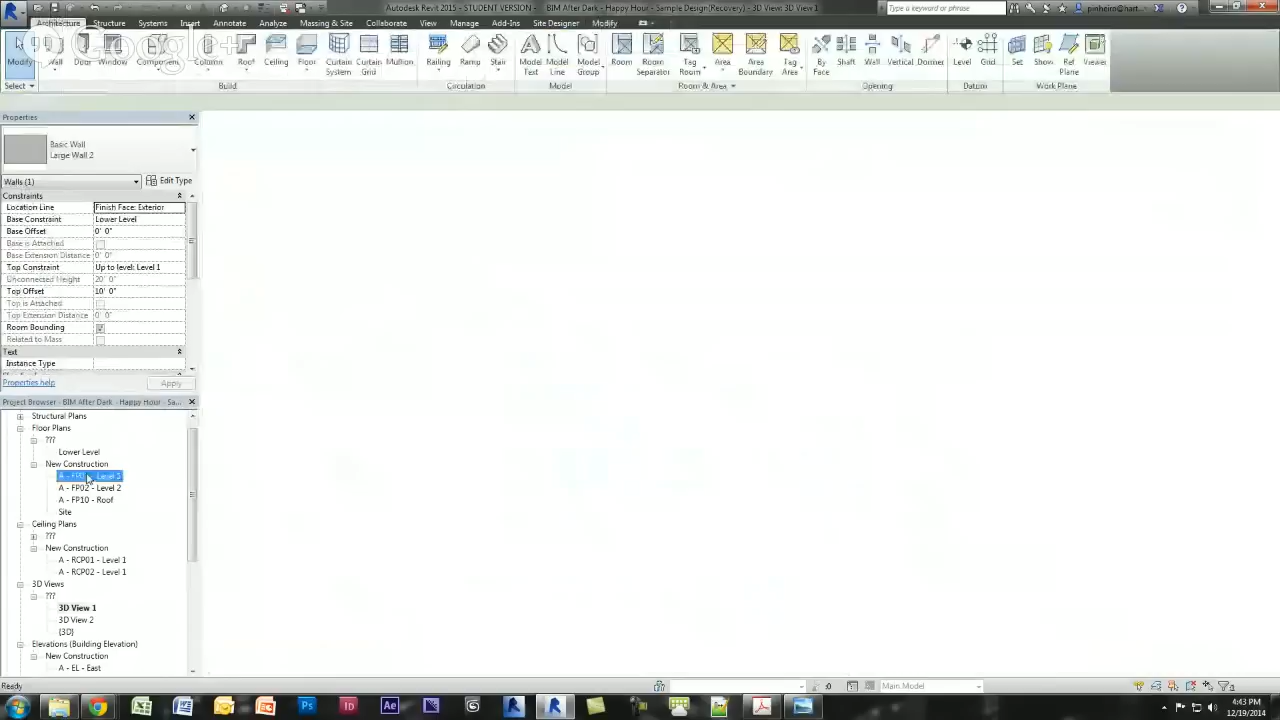 Autodesk Revit 2015 - STUDENT VERSION - BIM After Dark - Happy Hour - Sample Design(Recovery) - 3D View: 3D View 1
Type a keyword or phrase
pinheiro@hart...
Architecture Structure Systems Insert Annotate Analyze Massing & Site Collaborate View Manage Add-Ins Site Designer Modify
Google+
Modify Wall Door Window Component Column Roof Ceiling Floor Curtain System Curtain Grid Mullion Railing Ramp Stair Model Text Model Line Model Group Room Room Separator Tag Room Area Area Boundary Tag Area By Face Shaft Wall Vertical Dormer Level Grid Set Show Ref Plane Viewer
Select Build Circulation Model Room & Area Opening Datum Work Plane
Properties
Basic Wall
Large Wall 2
Walls (1) Edit Type
Constraints
Location Line Finish Face: Exterior
Base Constraint Lower Level
Base Offset 0' 0"
Base is Attached
Base Extension Distance 0' 0"
Top Constraint Up to level: Level 1
Unconnected Height 20' 0"
Top Offset 10' 0"
Top is Attached
Top Extension Distance 0' 0"
Room Bounding
Related to Mass
Text
Instance Type
Properties help Apply
Project Browser - BIM After Dark - Happy Hour - Sa...
Structural Plans
Floor Plans
???
Lower Level
New Construction
A - FP02 - Level 2
A - FP10 - Roof
Site
Ceiling Plans
???
New Construction
A - RCP01 - Level 1
A - RCP02 - Level 1
3D Views
???
3D View 1
3D View 2
{3D}
Elevations (Building Elevation)
New Construction
A - EL - East
Ready :0 Main Model :0
4:43 PM
12/19/2014